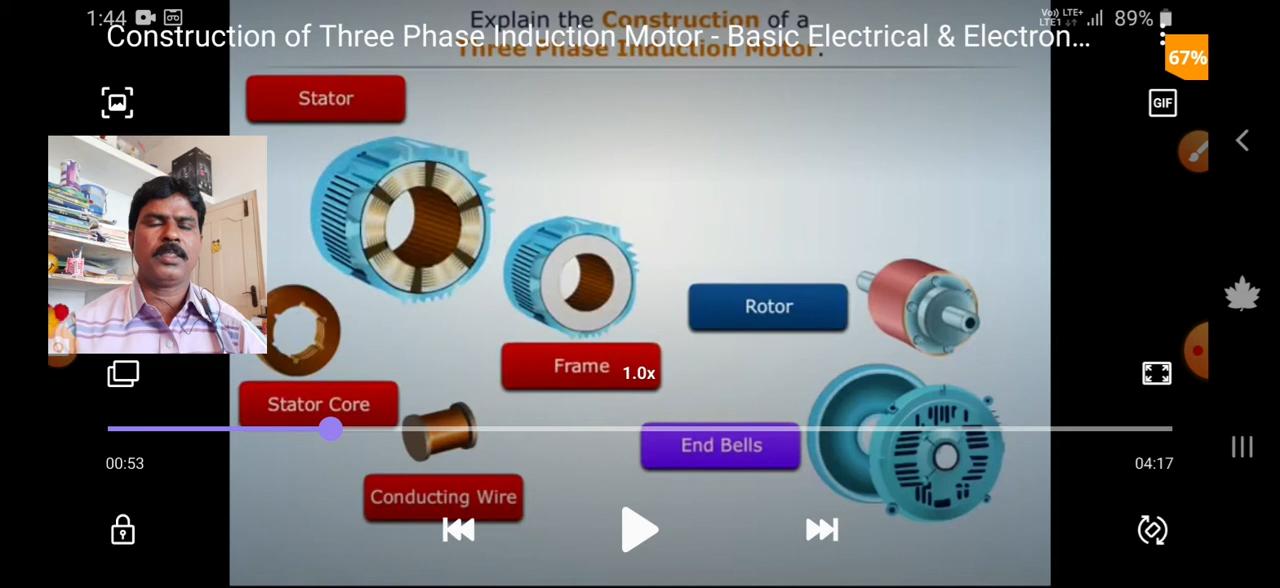 1:44
Vo)) LTE+
LTE1 ↓↑
89%
Explain the Construction of a
Three Phase Induction Motor.
Construction of Three Phase Induction Motor - Basic Electrical & Electron...
67%
GIF
Stator
Rotor
Frame
1.0x
Stator Core
End Bells
00:53
04:17
Conducting Wire